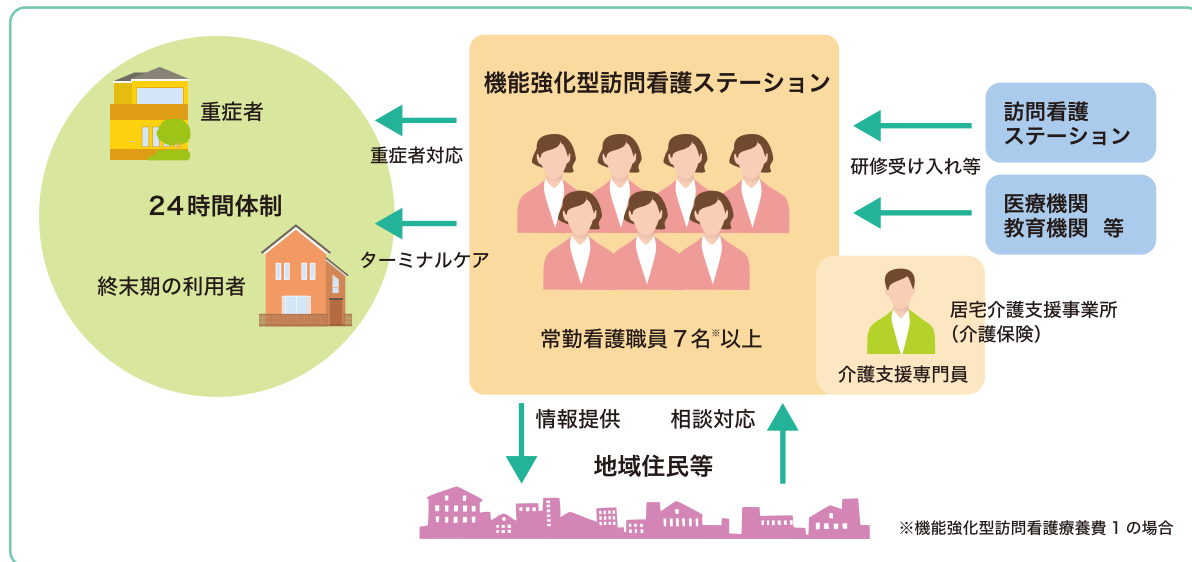 機能強化型訪問看護ステーション
重症者
重症者対応
24時間体制
ターミナルケア
終末期の利用者
常勤看護職員7名※以上
訪問看護
ステーション
研修受け入れ等
医療機関
教育機関 等
居宅介護支援事業所
(介護保険)
介護支援専門員
情報提供
相談対応
地域住民等
※機能強化型訪問看護療養費1の場合